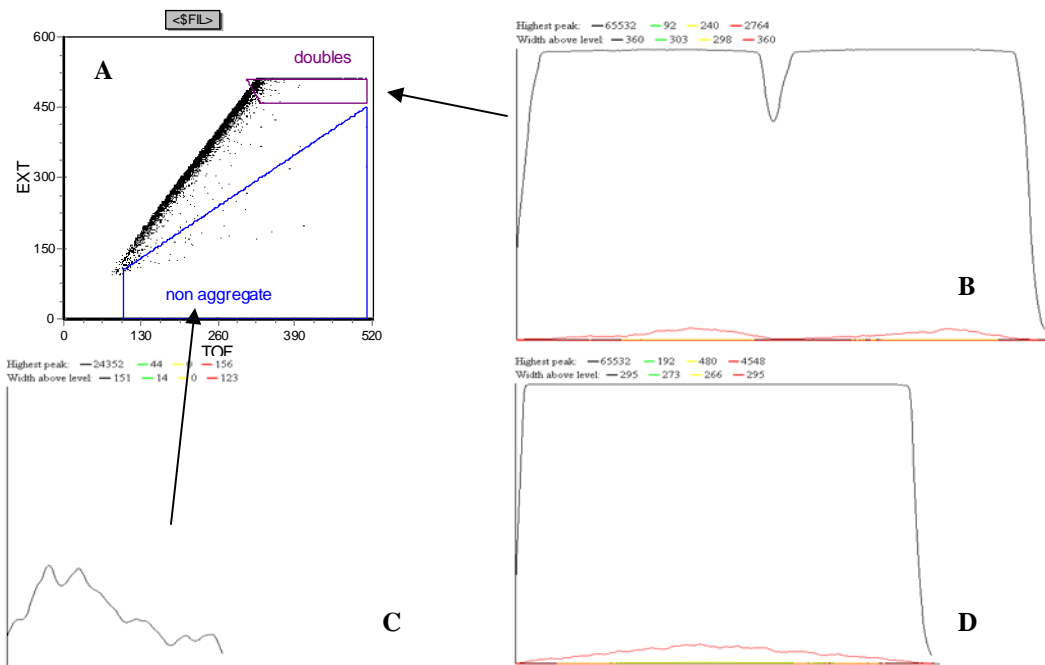 <$FIL>
600
450
300
150
0
EXT
A
doubles
non aggregate
0 130 260 390 520
TOF
Highest peak: 65532 92 240 2764
Width above level: 360 303 298 360
B
Highest peak: 24352 44 156
Width above level: 151 14 0 123
C
Highest peak: 65532 192 480 4548
Width above level: 295 273 266 295
D